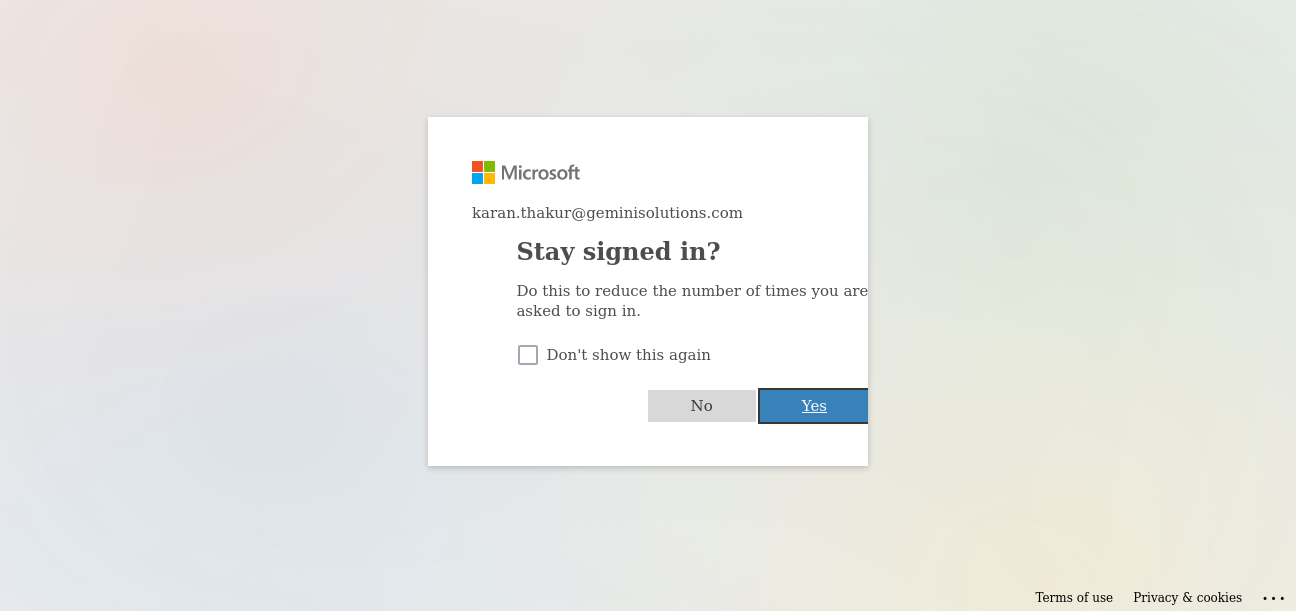 Microsoft
karan.thakur@geminisolutions.com
Stay signed in?
Do this to reduce the number of times you are
asked to sign in.
Don't show this again
No
Yes
Terms of use
Privacy & cookies
...